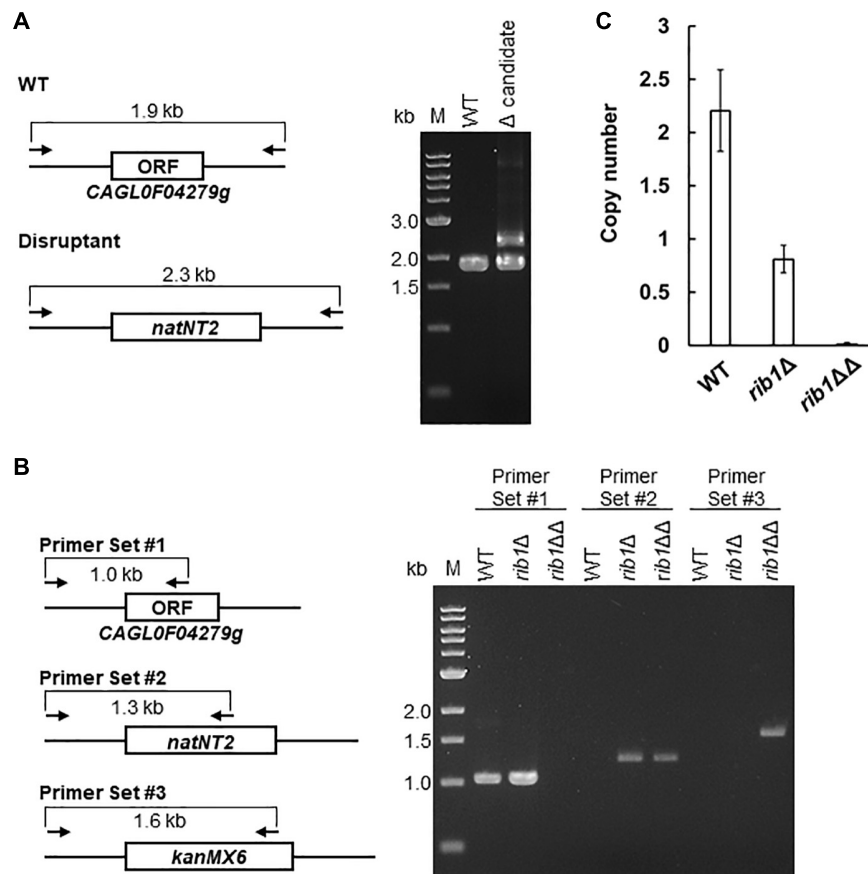 A
WT
1.9 kb
ORF
CAGL0F04279g
Disruptant
2.3 kb
natNT2
kb
M
WT
Δ candidate
3.0
2.0
1.5
C
Copy number
3
2.5
2
1.5
1
0.5
0
WT
rib1Δ
rib1ΔΔ
B
Primer Set #1
1.0 kb
ORF
CAGL0F04279g
Primer Set #2
1.3 kb
natNT2
Primer Set #3
1.6 kb
kanMX6
Primer
Set #1
Primer
Set #2
Primer
Set #3
kb
M
WT
rib1Δ
rib1ΔΔ
WT
rib1Δ
rib1ΔΔ
WT
rib1Δ
rib1ΔΔ
2.0
1.5
1.0